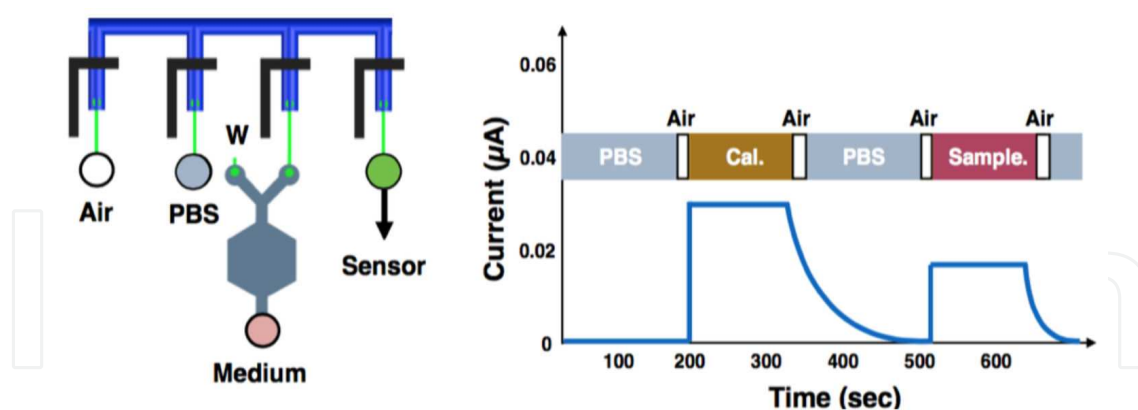 W
Air
PBS
Sensor
Medium
Current (µA)
0.06
0.04
0.02
0
Air Air Air Air
PBS Cal. PBS Sample.
100 200 300 400 500 600
Time (sec)